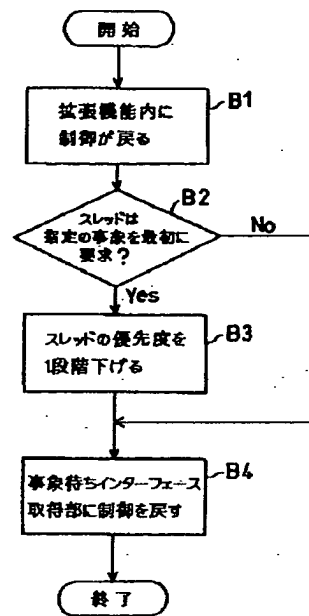 開始
B1
拡張機能内に
制御が戻る
B2
スレッドは
指定の事象を最初に
要求?
No
Yes
B3
スレッドの優先度を
1段階下げる
B4
事象待ちインターフェース
取得部に制御を戻す
終了